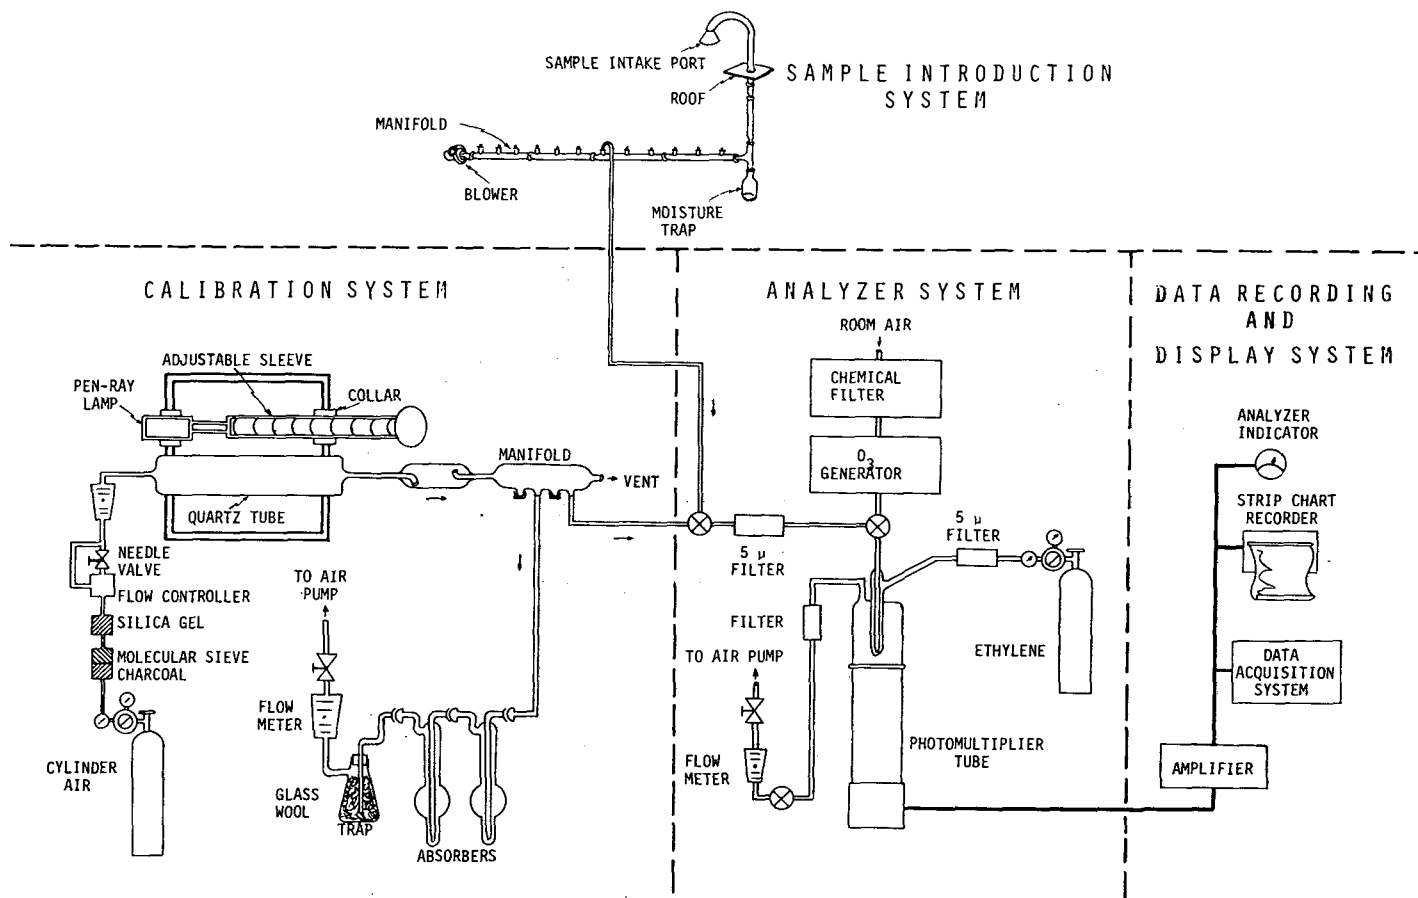 SAMPLE INTAKE PORT
SAMPLE INTRODUCTION
SYSTEM
ROOF
MANIFOLD
BLOWER
MOISTURE
TRAP
CALIBRATION SYSTEM
ADJUSTABLE SLEEVE
PEN-RAY
LAMP
COLLAR
MANIFOLD
VENT
QUARTZ TUBE
NEEDLE
VALVE
FLOW CONTROLLER
SILICA GEL
MOLECULAR SIEVE
CHARCOAL
CYLINDER
AIR
TO AIR
PUMP
FLOW
METER
GLASS
WOOL
TRAP
ABSORBERS
ANALYZER SYSTEM
ROOM AIR
CHEMICAL
FILTER
O3
GENERATOR
5 μ
FILTER
5 μ
FILTER
FILTER
TO AIR PUMP
FLOW
METER
ETHYLENE
PHOTOMULTIPLIER
TUBE
DATA RECORDING
AND
DISPLAY SYSTEM
ANALYZER
INDICATOR
STRIP CHART
RECORDER
DATA
ACQUISITION
SYSTEM
AMPLIFIER